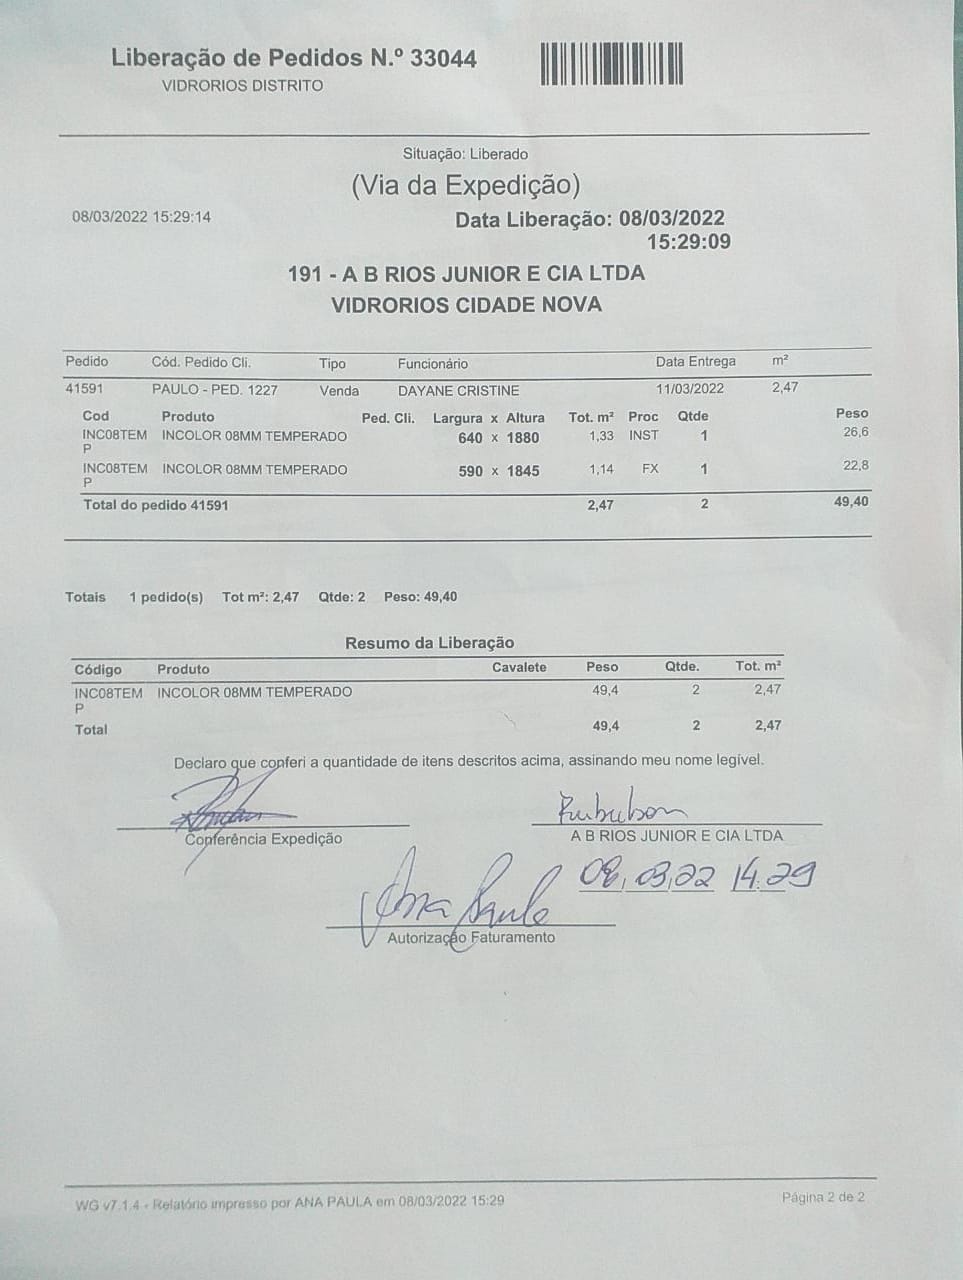 Liberação de Pedidos N.º 33044
VIDRORIOS DISTRITO
Situação: Liberado
(Via da Expedição)
08/03/2022 15:29:14
Data Liberação: 08/03/2022
15:29:09
191 - A B RIOS JUNIOR E CIA LTDA
VIDRORIOS CIDADE NOVA
Pedido Cód. Pedido Cli. Tipo Funcionário Data Entrega m²
41591 PAULO - PED. 1227 Venda DAYANE CRISTINE 11/03/2022 2,47
Cod Produto Ped. Cli. Largura x Altura Tot. m² Proc Qtde Peso
INC08TEM INCOLOR 08MM TEMPERADO 640 x 1880 1,33 INST 1 26,6
P
INC08TEM INCOLOR 08MM TEMPERADO 590 x 1845 1,14 FX 1 22,8
P
Total do pedido 41591 2,47 2 49,40
Totais 1 pedido(s) Tot m²: 2,47 Qtde: 2 Peso: 49,40
Resumo da Liberação
Código Produto Cavalete Peso Qtde. Tot. m²
INC08TEM INCOLOR 08MM TEMPERADO 49,4 2 2,47
P
Total 49,4 2 2,47
Declaro que conferi a quantidade de itens descritos acima, assinando meu nome legível.
Conferência Expedição
A B RIOS JUNIOR E CIA LTDA
08,03,22 14:29
Ana Paula
Autorização Faturamento
WG v7.1.4 - Relatório impresso por ANA PAULA em 08/03/2022 15:29
Página 2 de 2